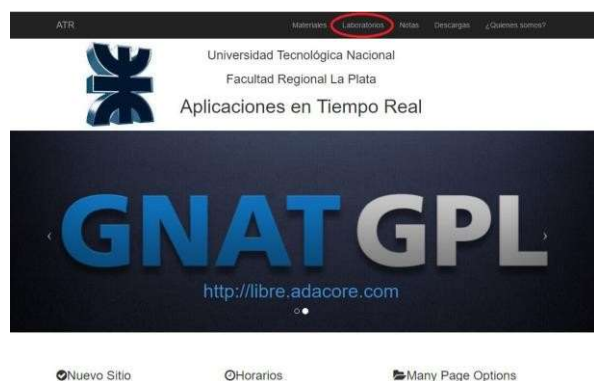 ATR Materiales Laboratorios Notas Descargas ¿Quienes somos?
Universidad Tecnológica Nacional
Facultad Regional La Plata
Aplicaciones en Tiempo Real
GNAT GPL
http://libre.adacore.com
Nuevo Sitio Horarios Many Page Options